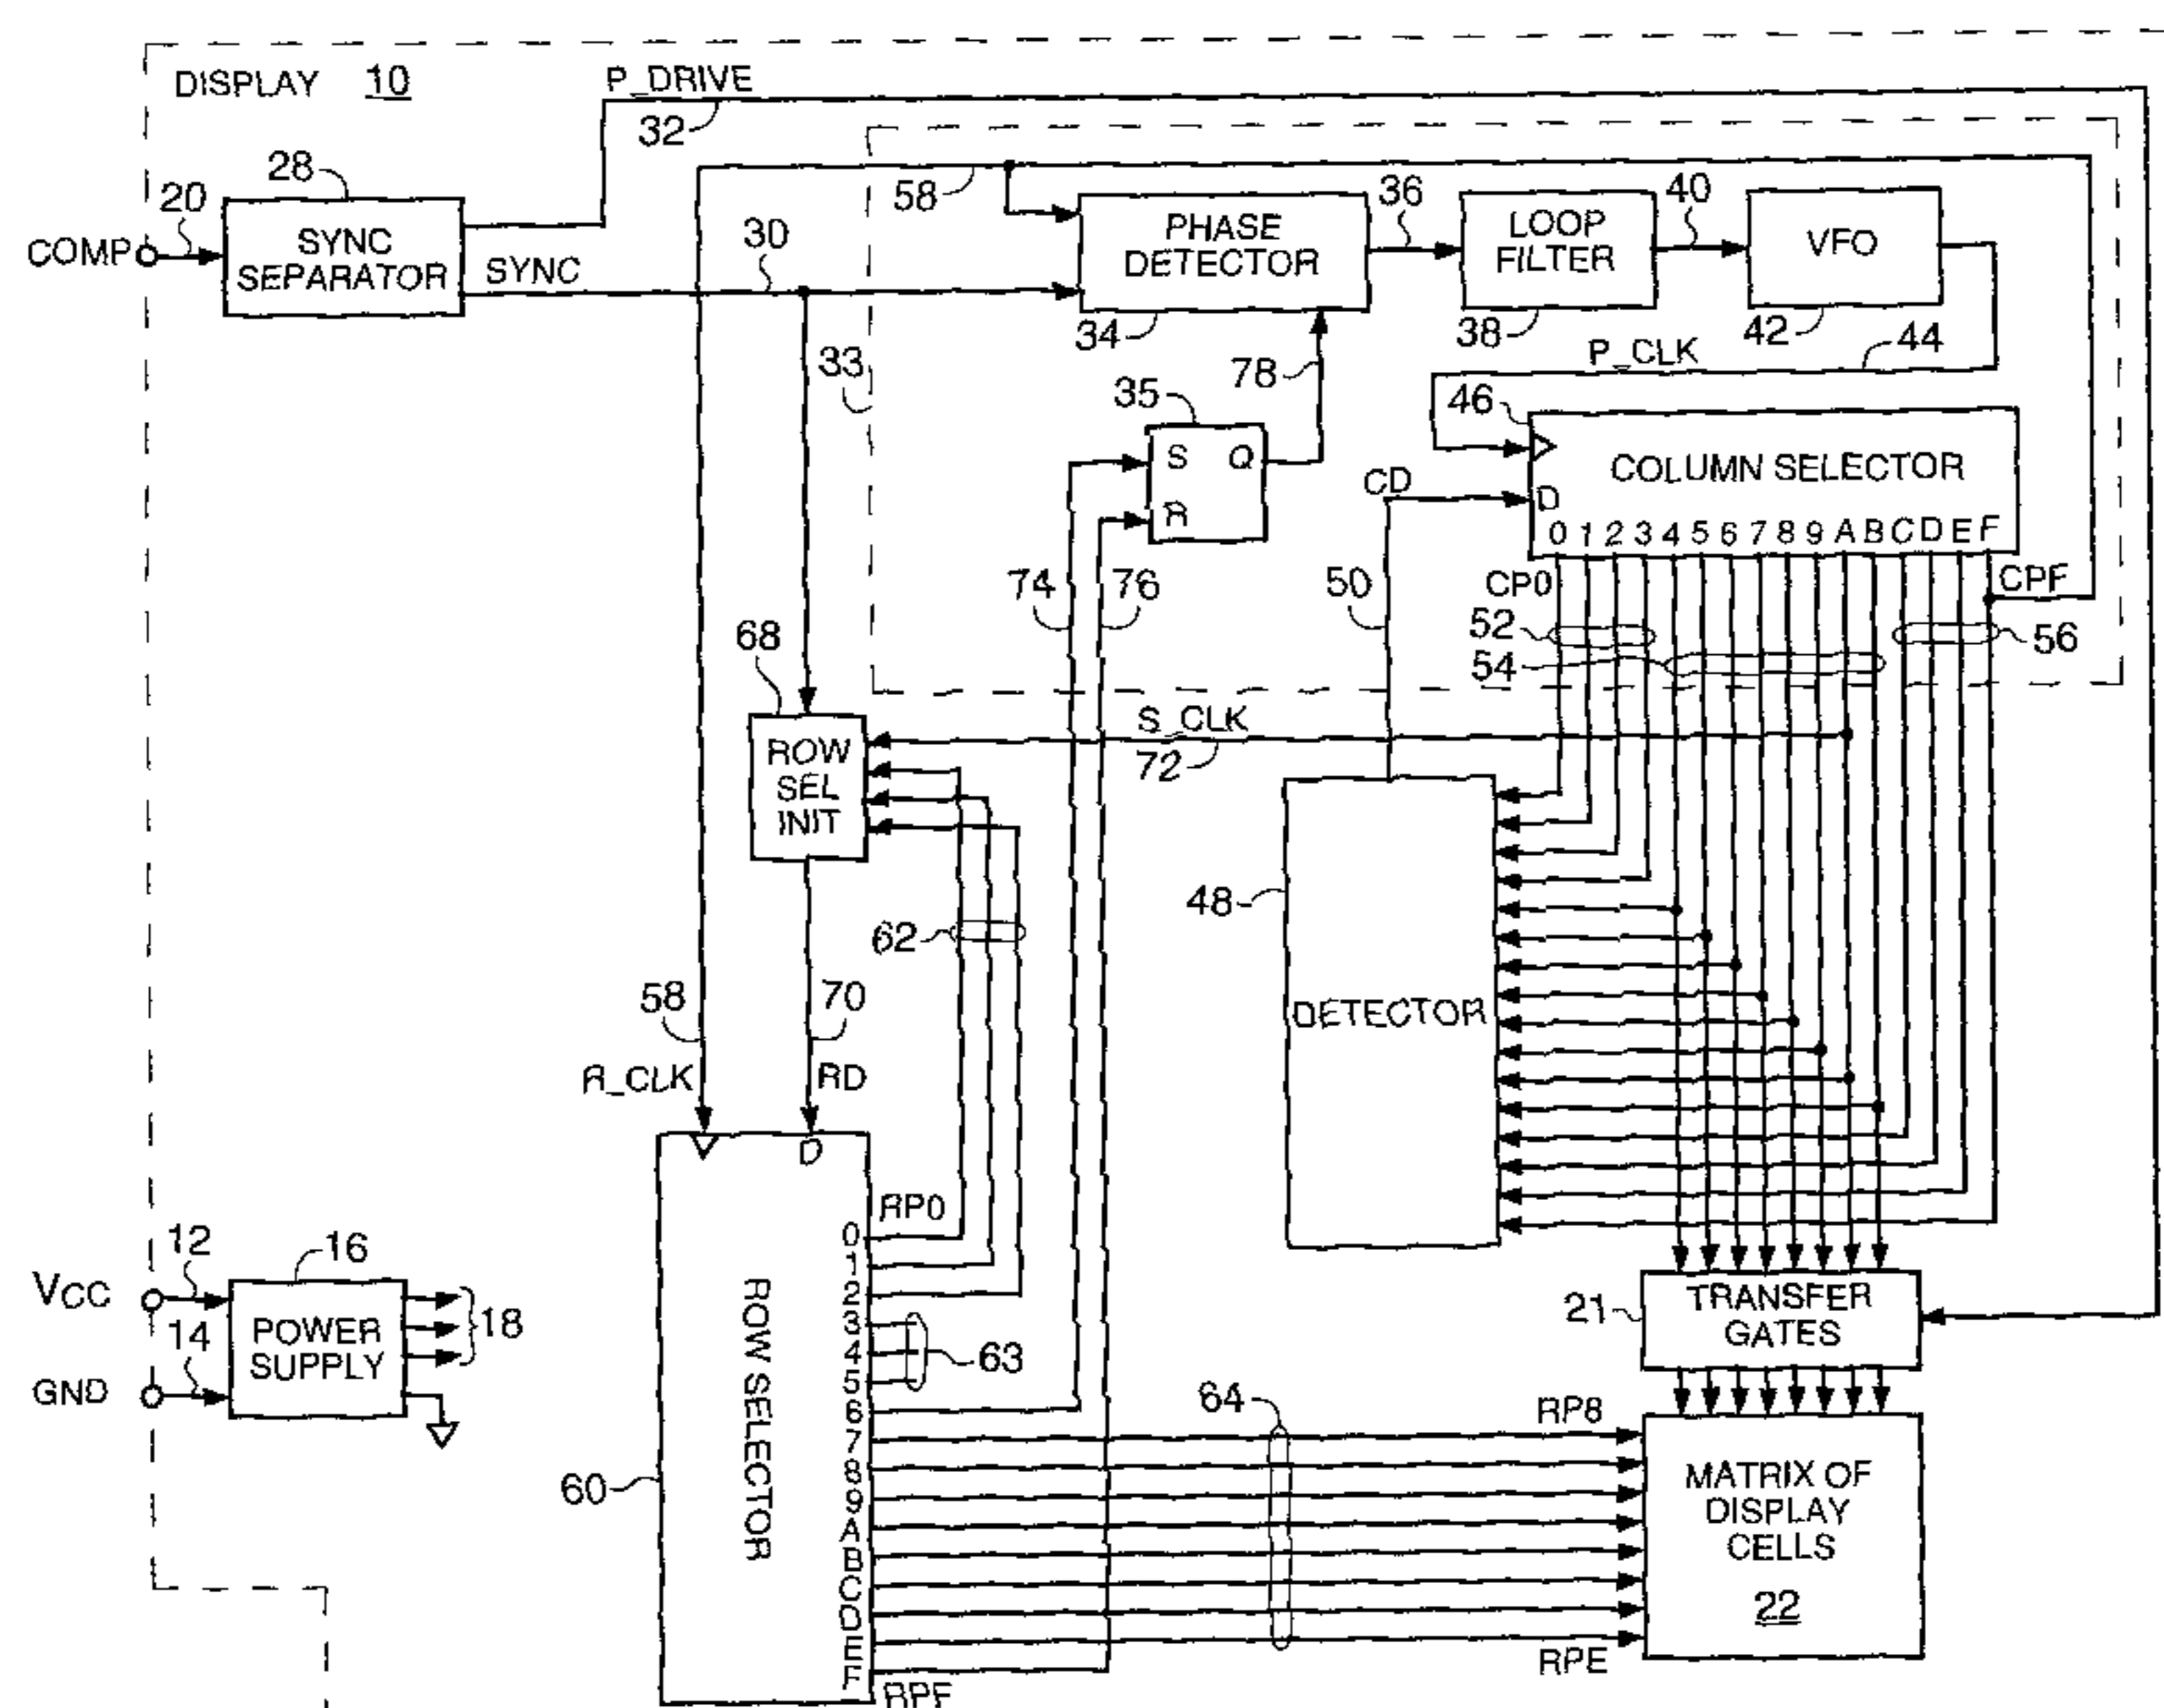 DISPLAY 10
P_DRIVE
32
28
20
COMP
SYNC SEPARATOR
SYNC
30
58
PHASE DETECTOR
34
36
LOOP FILTER
38
40
VFO
42
P_CLK
44
33
78
35
S Q
R
46
COLUMN SELECTOR
CD
D
0 1 2 3 4 5 6 7 8 9 A B C D E F
CP0
CPF
50
52
54
56
74
76
68
ROW SEL INIT
S_CLK
72
62
48
DETECTOR
58
70
R_CLK
RD
D
RP0
ROW SELECTOR
0
1
2
3
4
5
6
7
8
9
A
B
C
D
E
F
60
63
64
12
16
VCC
14
POWER SUPPLY
18
GND
21
TRANSFER GATES
RP8
MATRIX OF DISPLAY CELLS
22
RPE
RPF